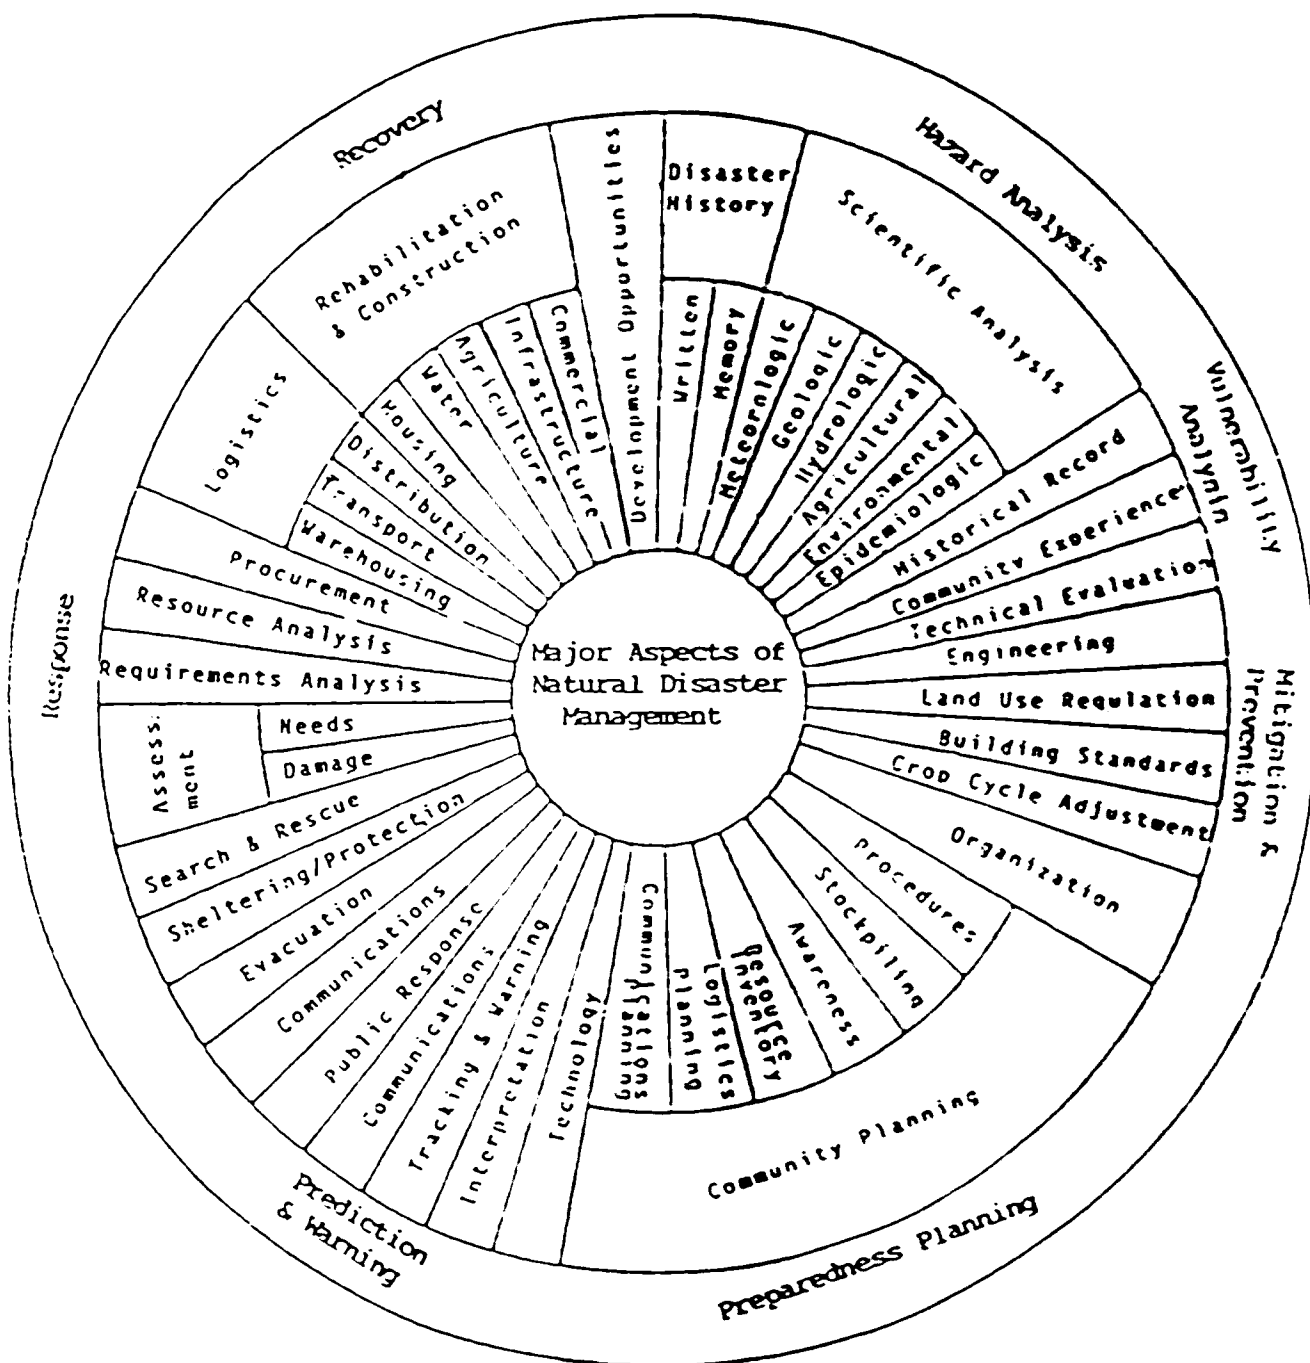 Major Aspects of
Natural Disaster
Management
Hazard Analysis
Disaster
History
Written
Memory
Scientific Analysis
Meteorologic
Geologic
Hydrologic
Agricultural
Environmental
Epidemiologic
Vulnerability
Analysis
Historical Record
Community Experience
Technical Evaluation
Mitigation &
Prevention
Engineering
Land Use Regulation
Building Standards
Crop Cycle Adjustment
Preparedness Planning
Organization
Community Planning
procedures
Stockpiling
Awareness
Resource
Inventory
Logistics
planning
Communications
planning
Prediction
& Warning
Technology
Interpretation
Tracking & Warning
Communications
Public Response
Response
Communications
Evacuation
Sheltering/Protection
Search & Rescue
Assess-
ment
Damage
Needs
Requirements Analysis
Resource Analysis
Procurement
Logistics
Warehousing
Transport
Distribution
Recovery
Rehabilitation
& Construction
Housing
Water
Agriculture
Infrastructure
Commercial
Development Opportunities